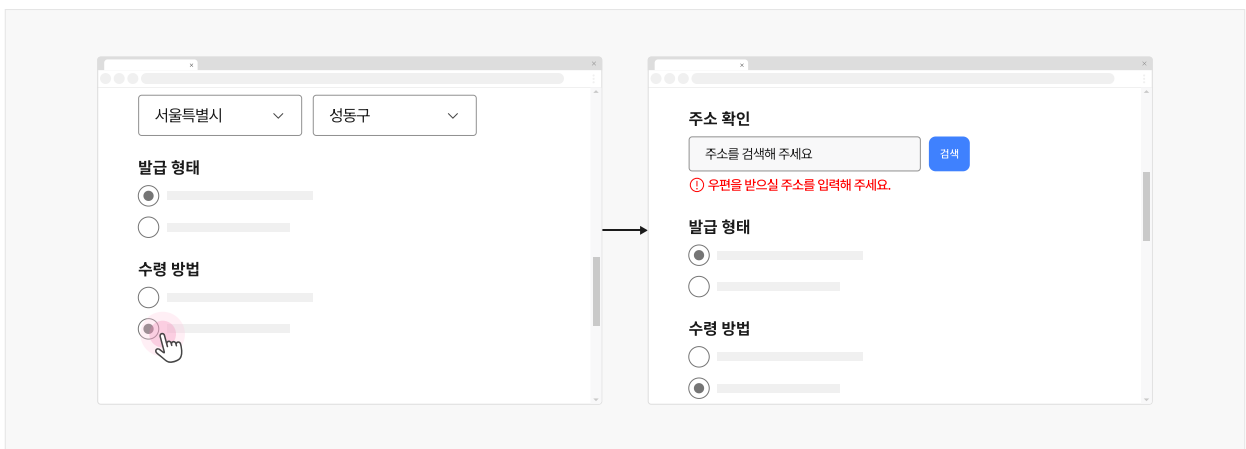 서울특별시
성동구
발급 형태
수령 방법
주소 확인
주소를 검색해 주세요
검색
우편을 받으실 주소를 입력해 주세요.
발급 형태
수령 방법